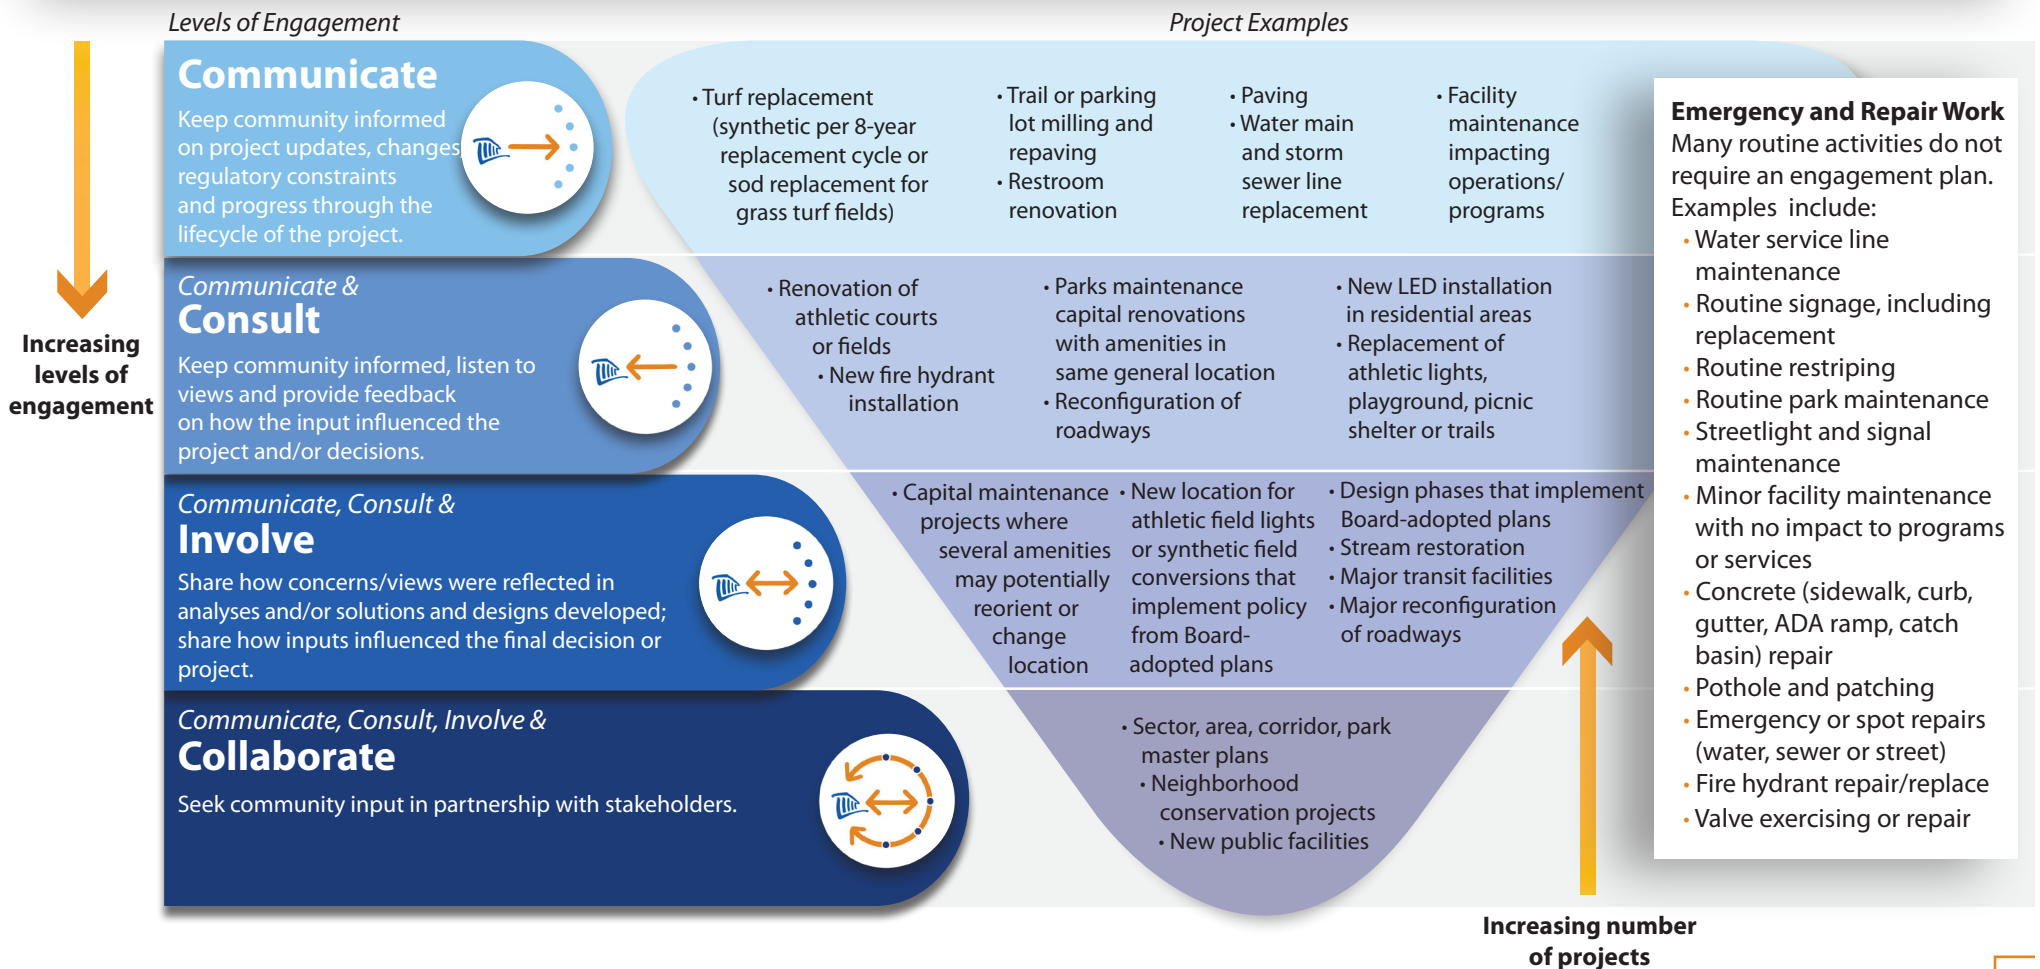 Levels of Engagement
Project Examples
Increasing
levels of
engagement
Communicate
Keep community informed
on project updates, changes
regulatory constraints
and progress through the
lifecycle of the project.
• Turf replacement
(synthetic per 8-year
replacement cycle or
sod replacement for
grass turf fields)
• Trail or parking
lot milling and
repaving
• Restroom
renovation
• Paving
• Water main
and storm
sewer line
replacement
• Facility
maintenance
impacting
operations/
programs
Communicate &
Consult
Keep community informed, listen to
views and provide feedback
on how the input influenced the
project and/or decisions.
• Renovation of
athletic courts
or fields
• New fire hydrant
installation
• Parks maintenance
capital renovations
with amenities in
same general location
• Reconfiguration of
roadways
• New LED installation
in residential areas
• Replacement of
athletic lights,
playground, picnic
shelter or trails
Communicate, Consult &
Involve
Share how concerns/views were reflected in
analyses and/or solutions and designs developed;
share how inputs influenced the final decision or
project.
• Capital maintenance
projects where
several amenities
may potentially
reorient or
change
location
• New location for
athletic field lights
or synthetic field
conversions that
implement policy
from Board-
adopted plans
• Design phases that implement
Board-adopted plans
• Stream restoration
• Major transit facilities
• Major reconfiguration
of roadways
Communicate, Consult, Involve &
Collaborate
Seek community input in partnership with stakeholders.
• Sector, area, corridor, park
master plans
• Neighborhood
conservation projects
• New public facilities
Increasing number
of projects
Emergency and Repair Work
Many routine activities do not
require an engagement plan.
Examples include:
• Water service line
maintenance
• Routine signage, including
replacement
• Routine restriping
• Routine park maintenance
• Streetlight and signal
maintenance
• Minor facility maintenance
with no impact to programs
or services
• Concrete (sidewalk, curb,
gutter, ADA ramp, catch
basin) repair
• Pothole and patching
• Emergency or spot repairs
(water, sewer or street)
• Fire hydrant repair/replace
• Valve exercising or repair